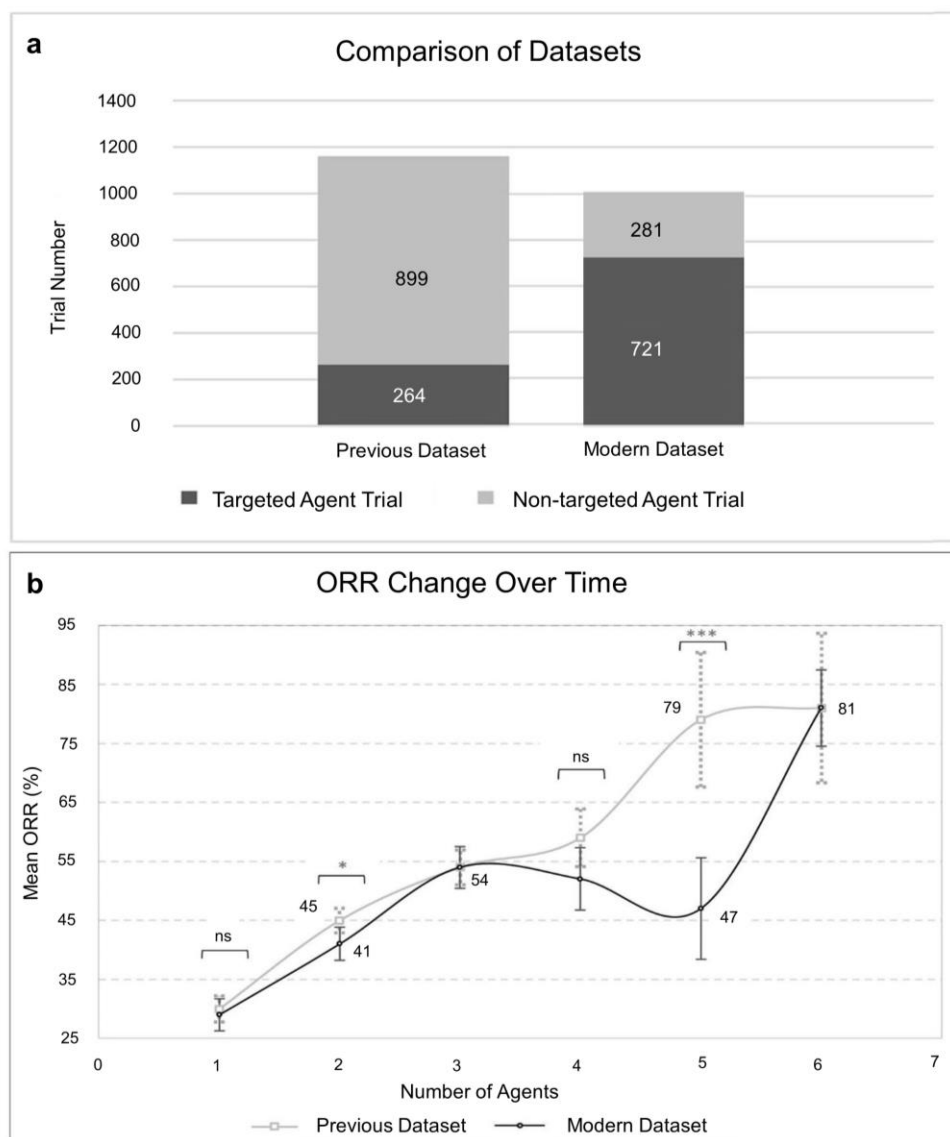 a
Comparison of Datasets
Trial Number
1400
1200
1000
800
600
400
200
0
899
264
281
721
Previous Dataset Modern Dataset
Targeted Agent Trial Non-targeted Agent Trial
b
ORR Change Over Time
Mean ORR (%)
95
85
75
65
55
45
35
25
ns
*
45
41
54
ns
***
79
47
81
0 1 2 3 4 5 6 7
Number of Agents
Previous Dataset Modern Dataset